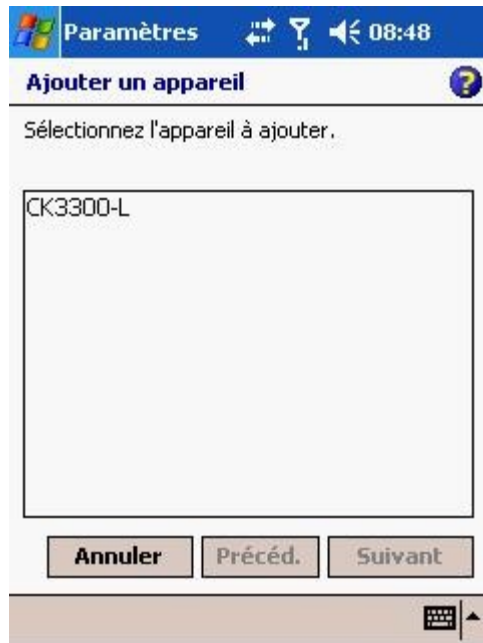 Paramètres 08:48
Ajouter un appareil
Sélectionnez l'appareil à ajouter.
CK3300-L
Annuler Précéd. Suivant